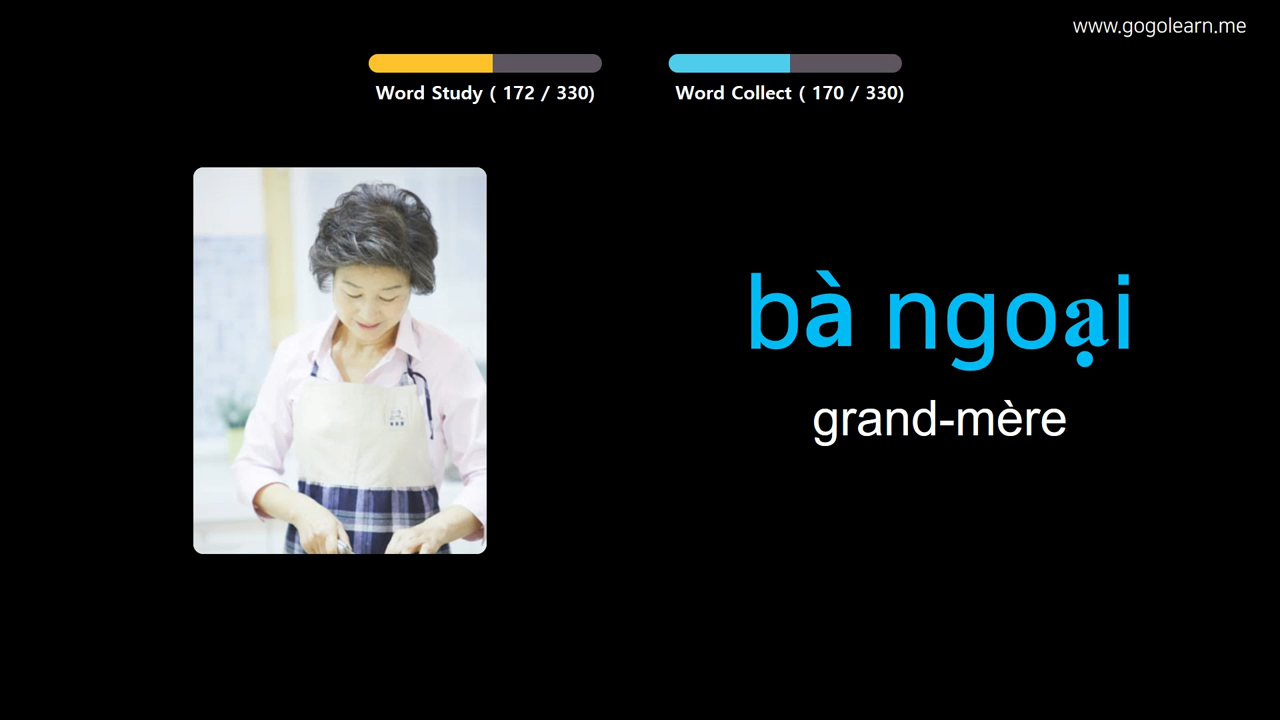 www.gogolearn.me
Word Study ( 172 / 330)
Word Collect ( 170 / 330)
bà ngoại
grand-mère